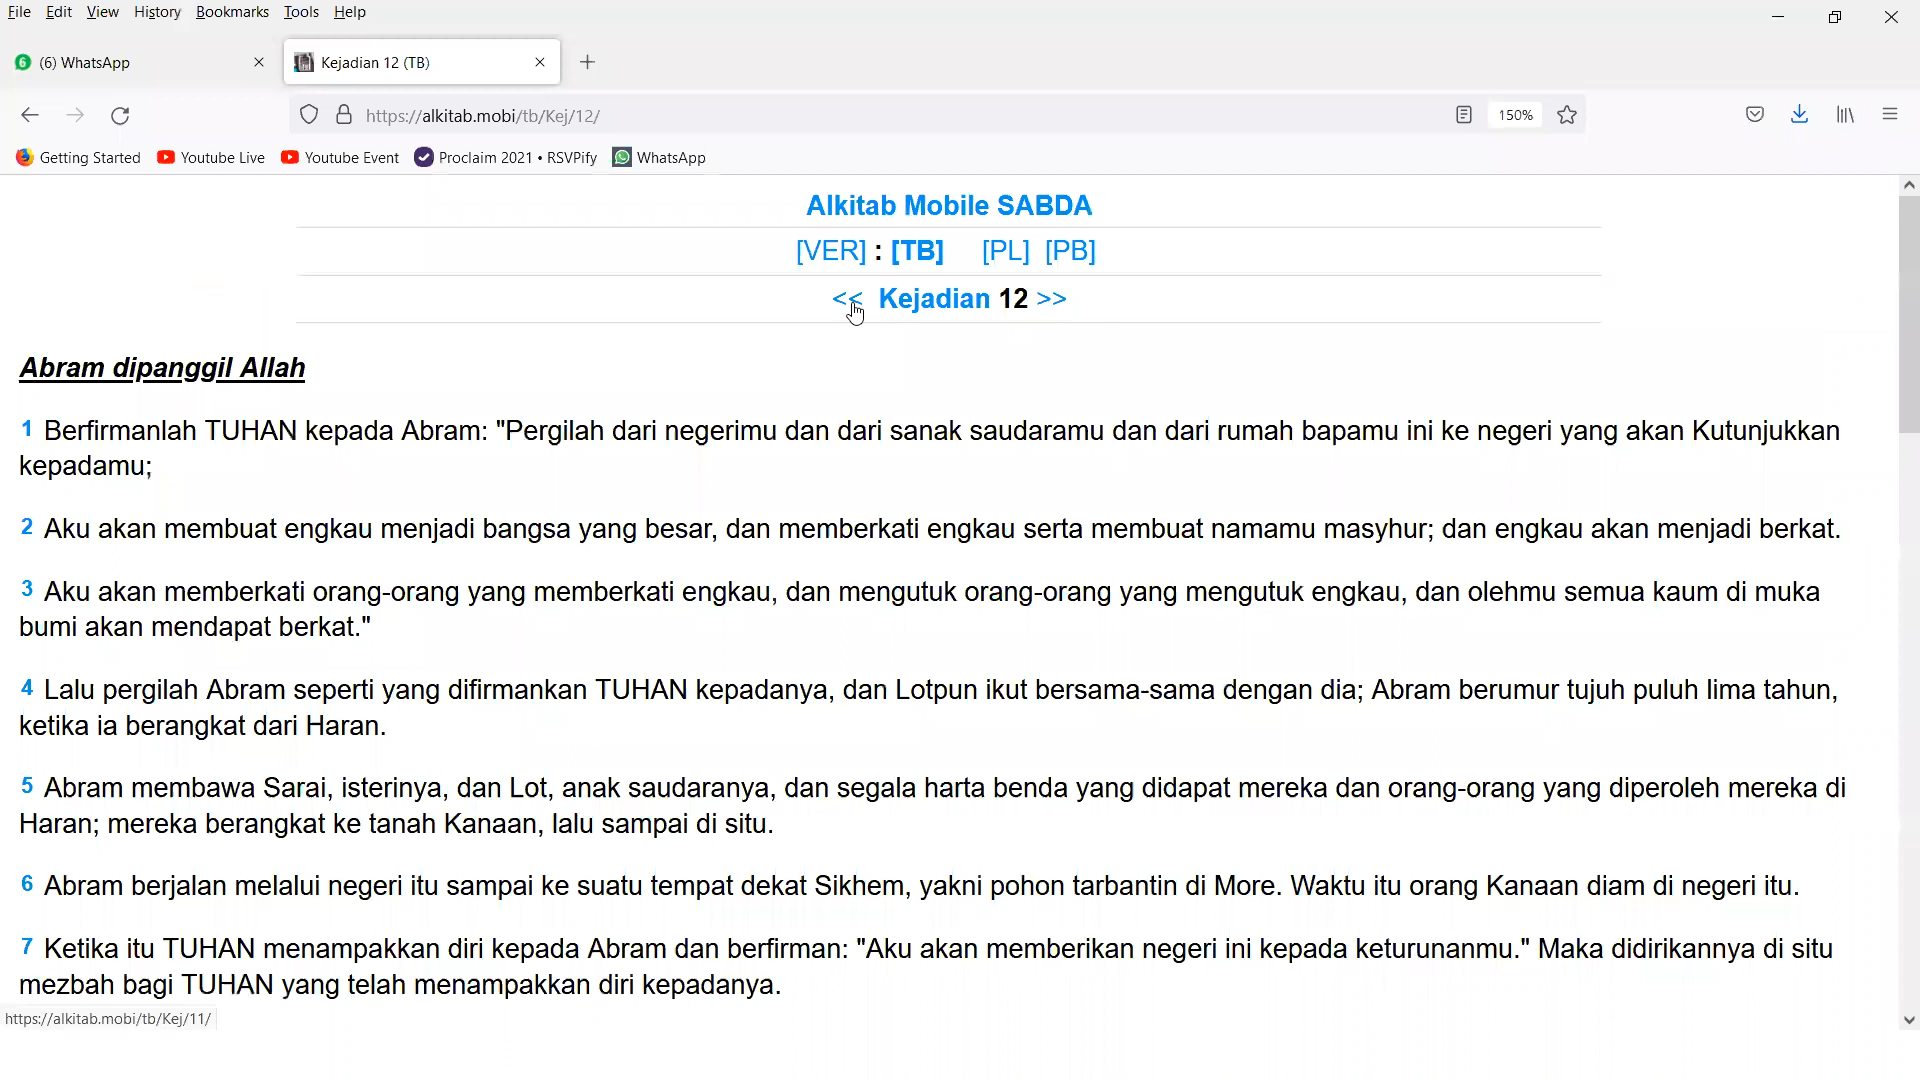 File Edit View History Bookmarks Tools Help
6 (6) WhatsApp
Kejadian 12 (TB)
https://alkitab.mobi/tb/Kej/12/
150%
Getting Started Youtube Live Youtube Event Proclaim 2021 • RSVPify WhatsApp
Alkitab Mobile SABDA
[VER] : [TB] [PL] [PB]
<< Kejadian 12 >>
Abram dipanggil Allah
1 Berfirmanlah TUHAN kepada Abram: "Pergilah dari negerimu dan dari sanak saudaramu dan dari rumah bapamu ini ke negeri yang akan Kutunjukkan
kepadamu;
2 Aku akan membuat engkau menjadi bangsa yang besar, dan memberkati engkau serta membuat namamu masyhur; dan engkau akan menjadi berkat.
3 Aku akan memberkati orang-orang yang memberkati engkau, dan mengutuk orang-orang yang mengutuk engkau, dan olehmu semua kaum di muka
bumi akan mendapat berkat."
4 Lalu pergilah Abram seperti yang difirmankan TUHAN kepadanya, dan Lotpun ikut bersama-sama dengan dia; Abram berumur tujuh puluh lima tahun,
ketika ia berangkat dari Haran.
5 Abram membawa Sarai, isterinya, dan Lot, anak saudaranya, dan segala harta benda yang didapat mereka dan orang-orang yang diperoleh mereka di
Haran; mereka berangkat ke tanah Kanaan, lalu sampai di situ.
6 Abram berjalan melalui negeri itu sampai ke suatu tempat dekat Sikhem, yakni pohon tarbantin di More. Waktu itu orang Kanaan diam di negeri itu.
7 Ketika itu TUHAN menampakkan diri kepada Abram dan berfirman: "Aku akan memberikan negeri ini kepada keturunanmu." Maka didirikannya di situ
mezbah bagi TUHAN yang telah menampakkan diri kepadanya.
https://alkitab.mobi/tb/Kej/11/